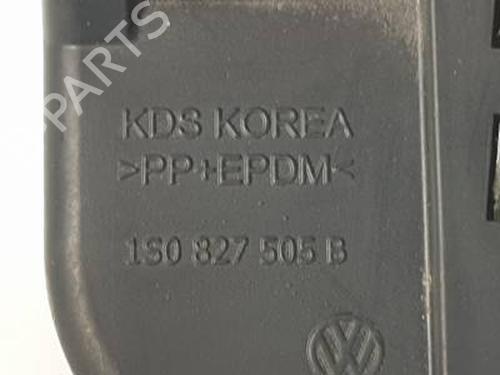 KDS KOREA
>PP+EPDM<
1S0 827 505 B